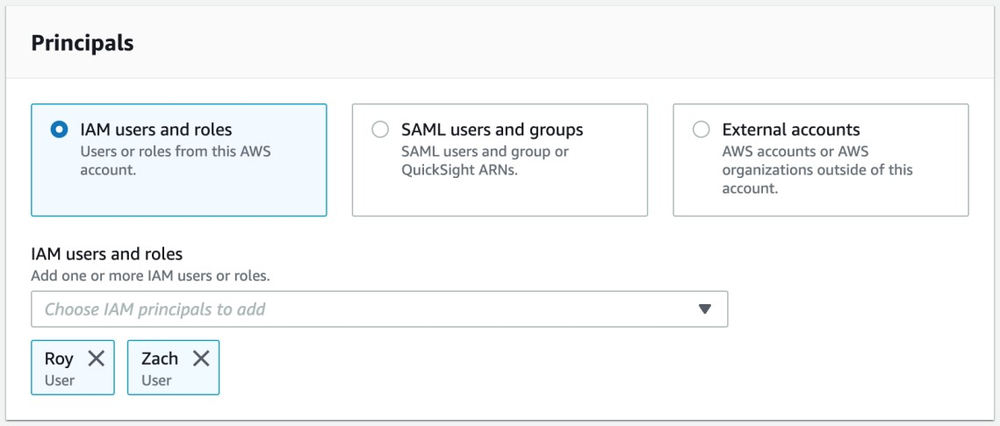 Principals
IAM users and roles
Users or roles from this AWS
account.
SAML users and groups
SAML users and group or
QuickSight ARNs.
External accounts
AWS accounts or AWS
organizations outside of this
account.
IAM users and roles
Add one or more IAM users or roles.
Choose IAM principals to add
Roy
User
Zach
User